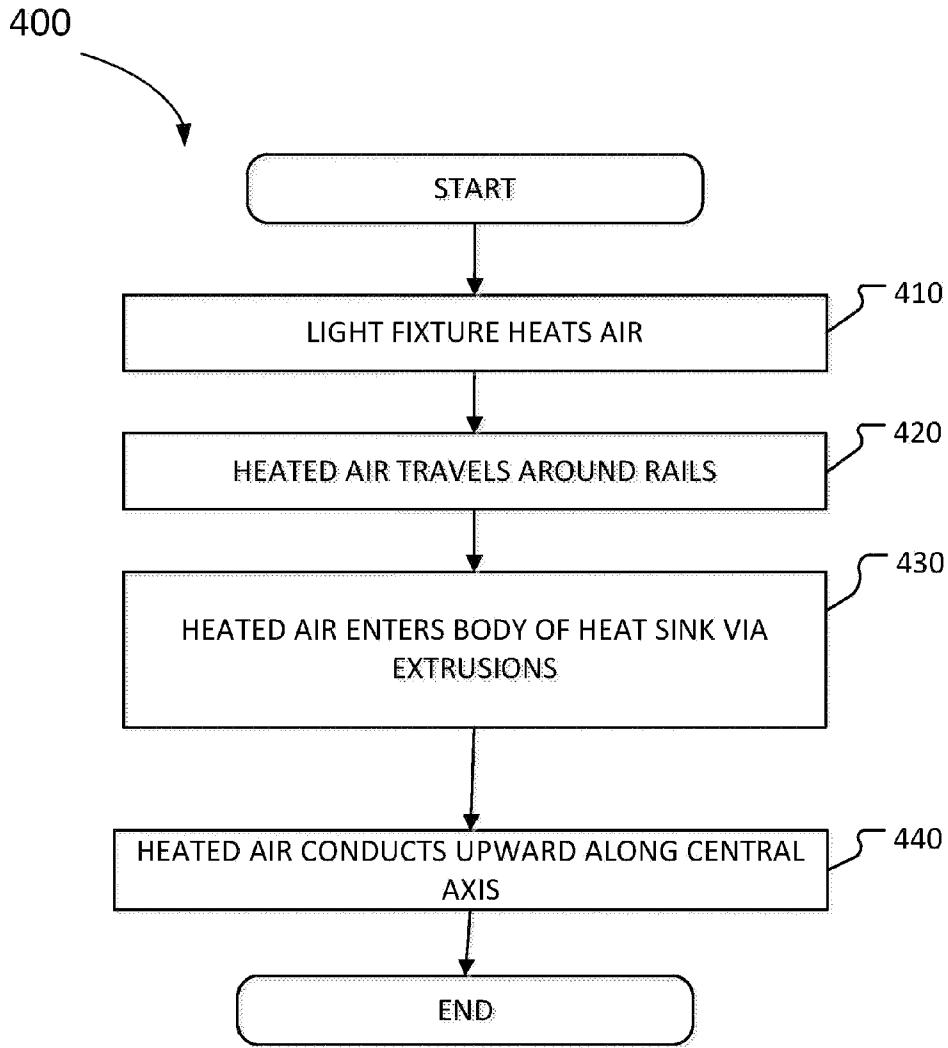 400
START
410
LIGHT FIXTURE HEATS AIR
420
HEATED AIR TRAVELS AROUND RAILS
430
HEATED AIR ENTERS BODY OF HEAT SINK VIA
EXTRUSIONS
440
HEATED AIR CONDUCTS UPWARD ALONG CENTRAL
AXIS
END